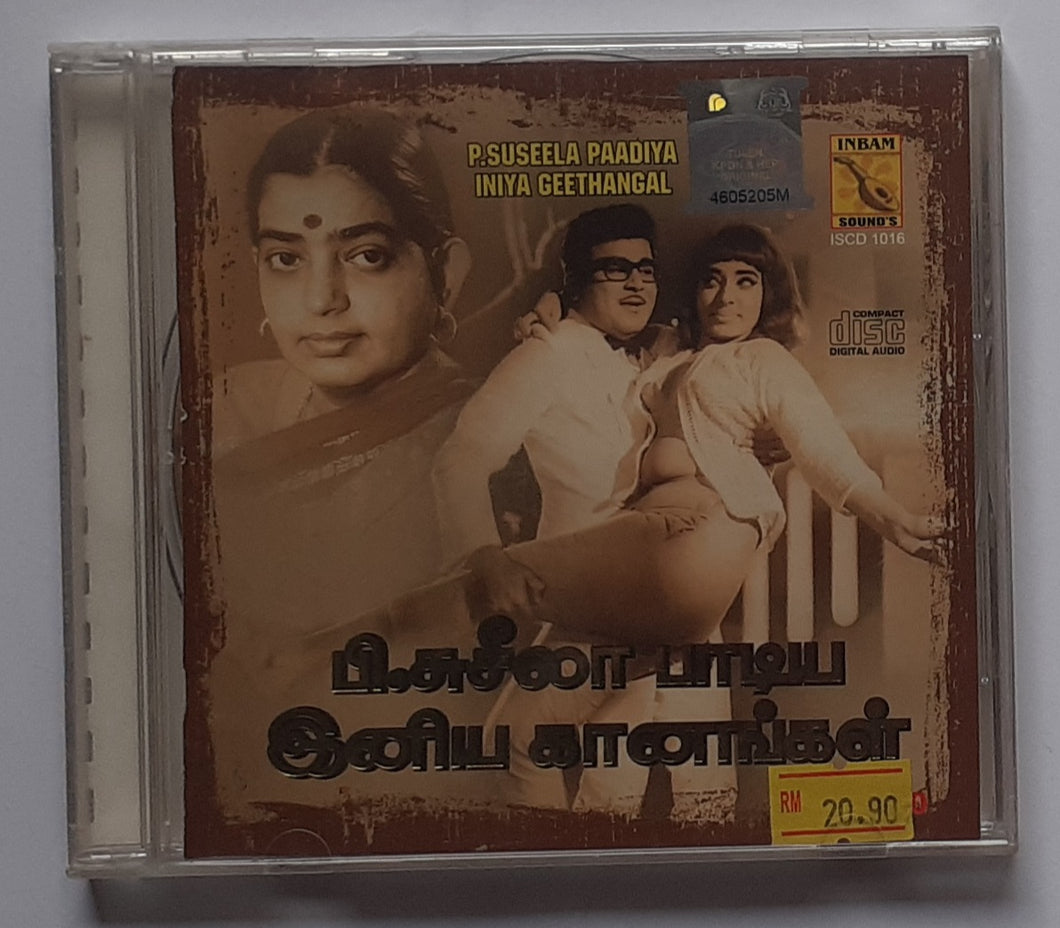 P.SUSEELA PAADIYA
INIYA GEETHANGAL
4605205M
INBAM
SOUND'S
ISCD 1016
COMPACT
disc
DIGITAL AUDIO
பி.சுசீலா பாடிய
இனிய கானங்கள்
RM 20.90